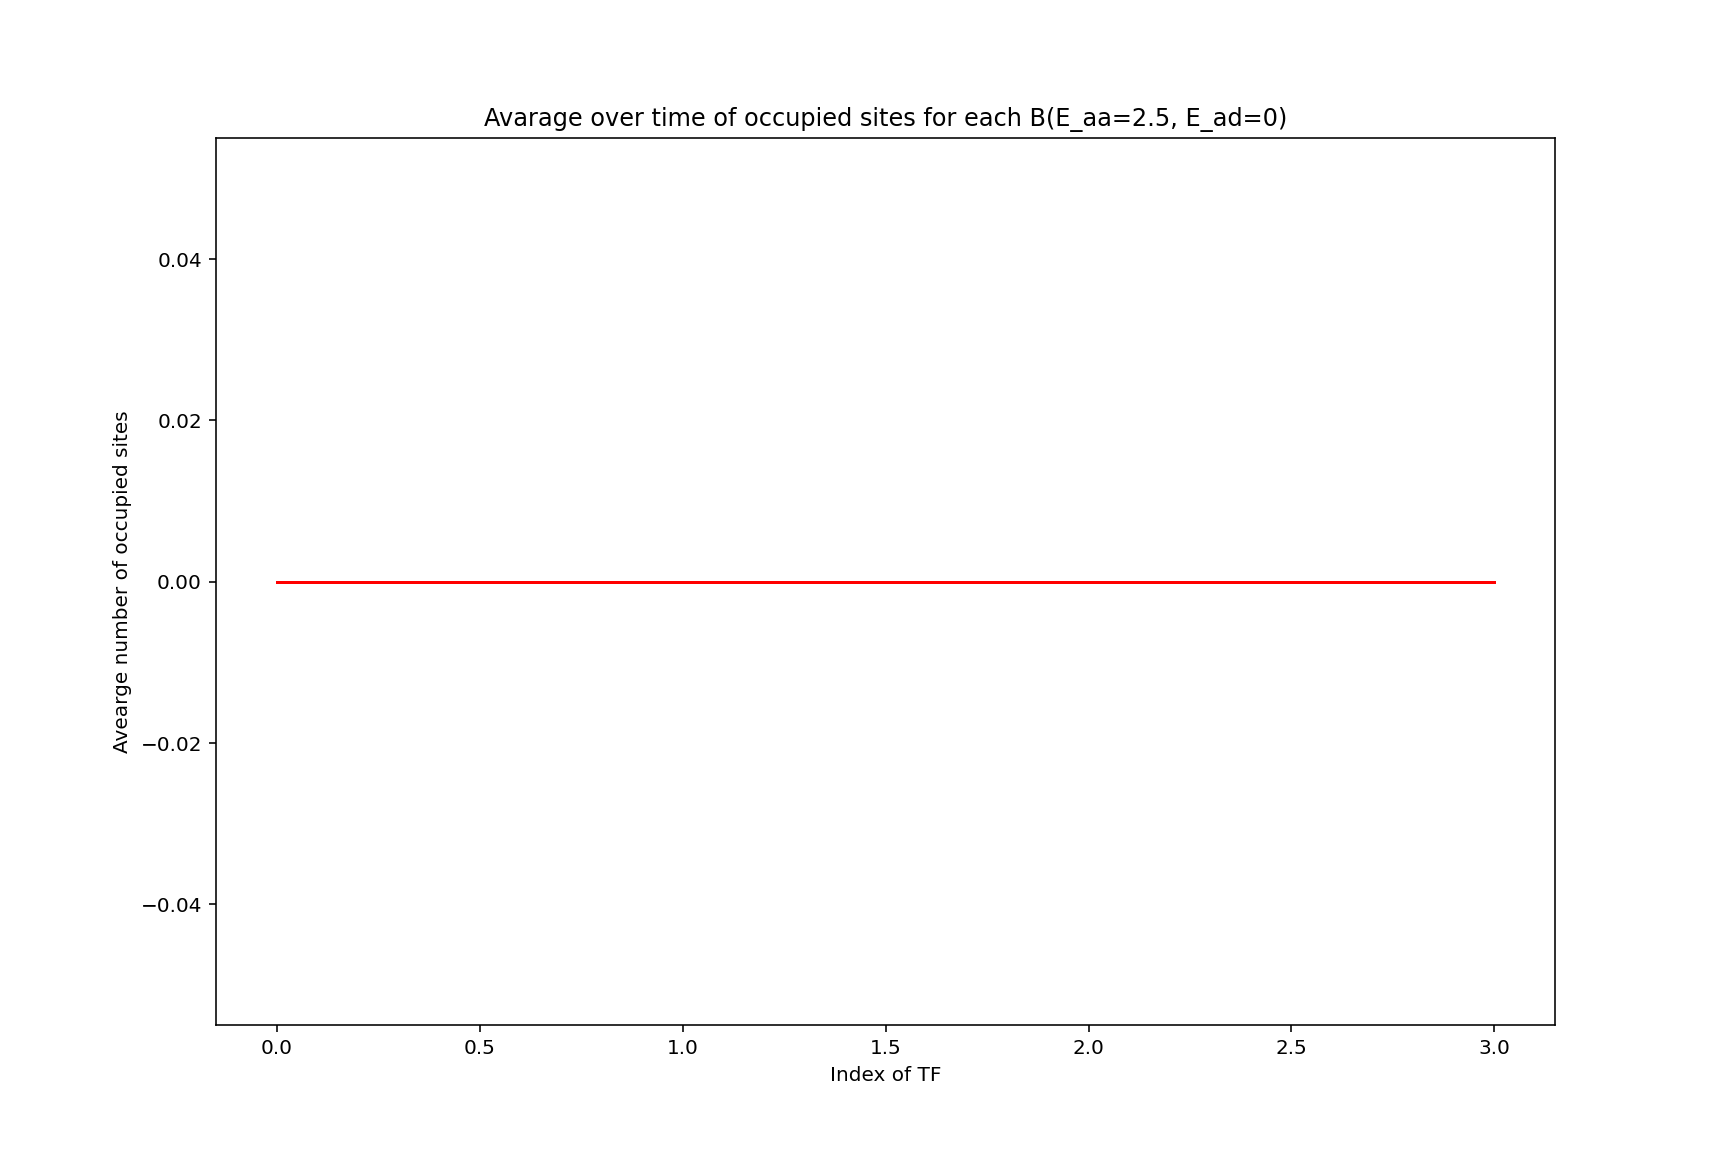 Avarage over time of occupied sites for each B(E_aa=2.5, E_ad=0)
Avearge number of occupied sites
0.04
0.02
0.00
−0.02
−0.04
0.0 0.5 1.0 1.5 2.0 2.5 3.0
Index of TF